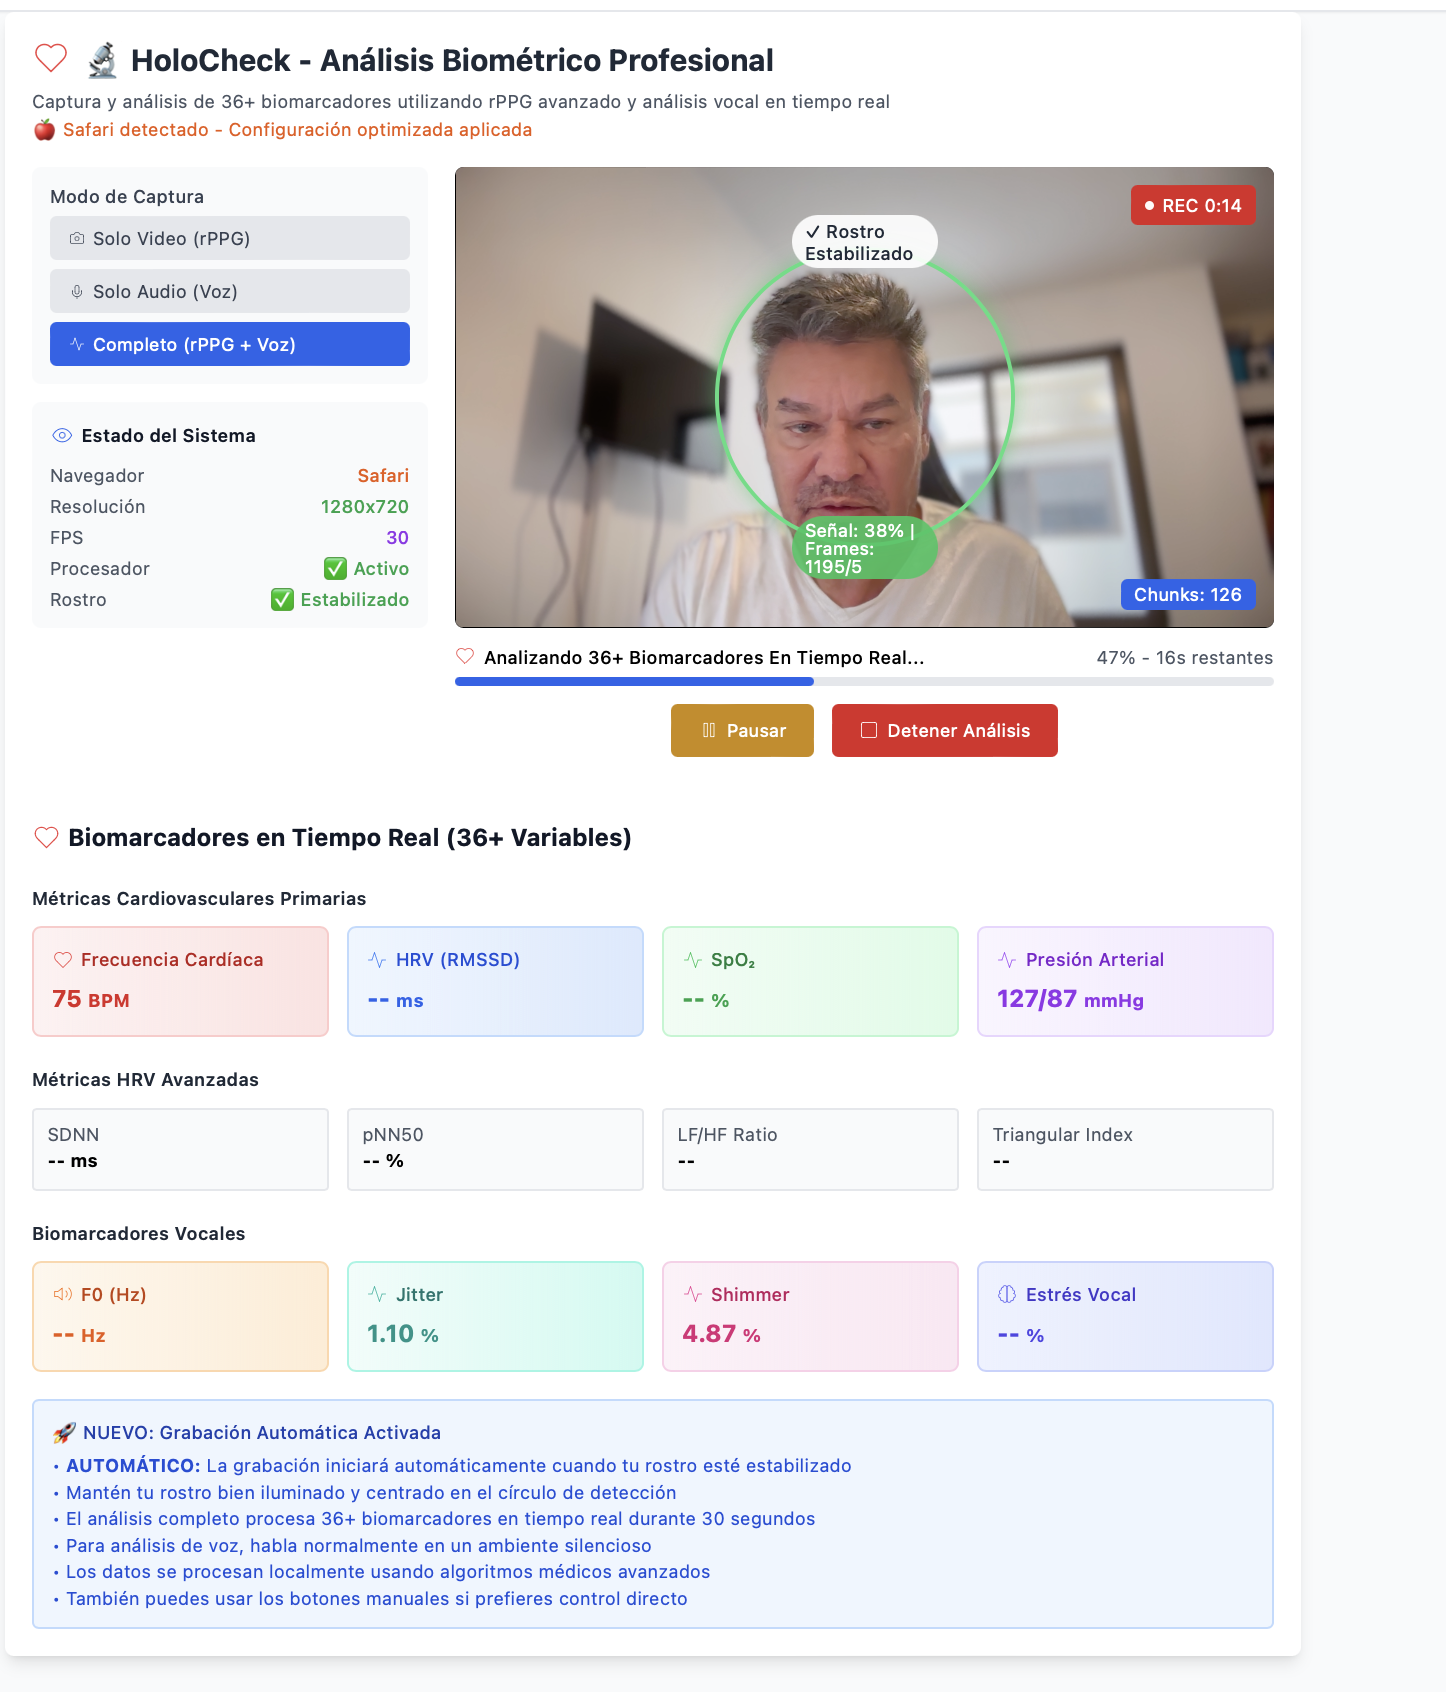 HoloCheck - Análisis Biométrico Profesional
Captura y análisis de 36+ biomarcadores utilizando rPPG avanzado y análisis vocal en tiempo real
Safari detectado - Configuración optimizada aplicada
Modo de Captura
Solo Video (rPPG)
Solo Audio (Voz)
Completo (rPPG + Voz)
Estado del Sistema
Navegador Safari
Resolución 1280x720
FPS 30
Procesador ✅ Activo
Rostro ✅ Estabilizado
REC 0:14
✓ Rostro
Estabilizado
Señal: 38% |
Frames:
1195/5
Chunks: 126
Analizando 36+ Biomarcadores En Tiempo Real...
47% - 16s restantes
Pausar
Detener Análisis
Biomarcadores en Tiempo Real (36+ Variables)
Métricas Cardiovasculares Primarias
Frecuencia Cardíaca
75 BPM
HRV (RMSSD)
-- ms
SpO₂
-- %
Presión Arterial
127/87 mmHg
Métricas HRV Avanzadas
SDNN
-- ms
pNN50
-- %
LF/HF Ratio
--
Triangular Index
--
Biomarcadores Vocales
F0 (Hz)
-- Hz
Jitter
1.10 %
Shimmer
4.87 %
Estrés Vocal
-- %
🚀 NUEVO: Grabación Automática Activada
• AUTOMÁTICO: La grabación iniciará automáticamente cuando tu rostro esté estabilizado
• Mantén tu rostro bien iluminado y centrado en el círculo de detección
• El análisis completo procesa 36+ biomarcadores en tiempo real durante 30 segundos
• Para análisis de voz, habla normalmente en un ambiente silencioso
• Los datos se procesan localmente usando algoritmos médicos avanzados
• También puedes usar los botones manuales si prefieres control directo